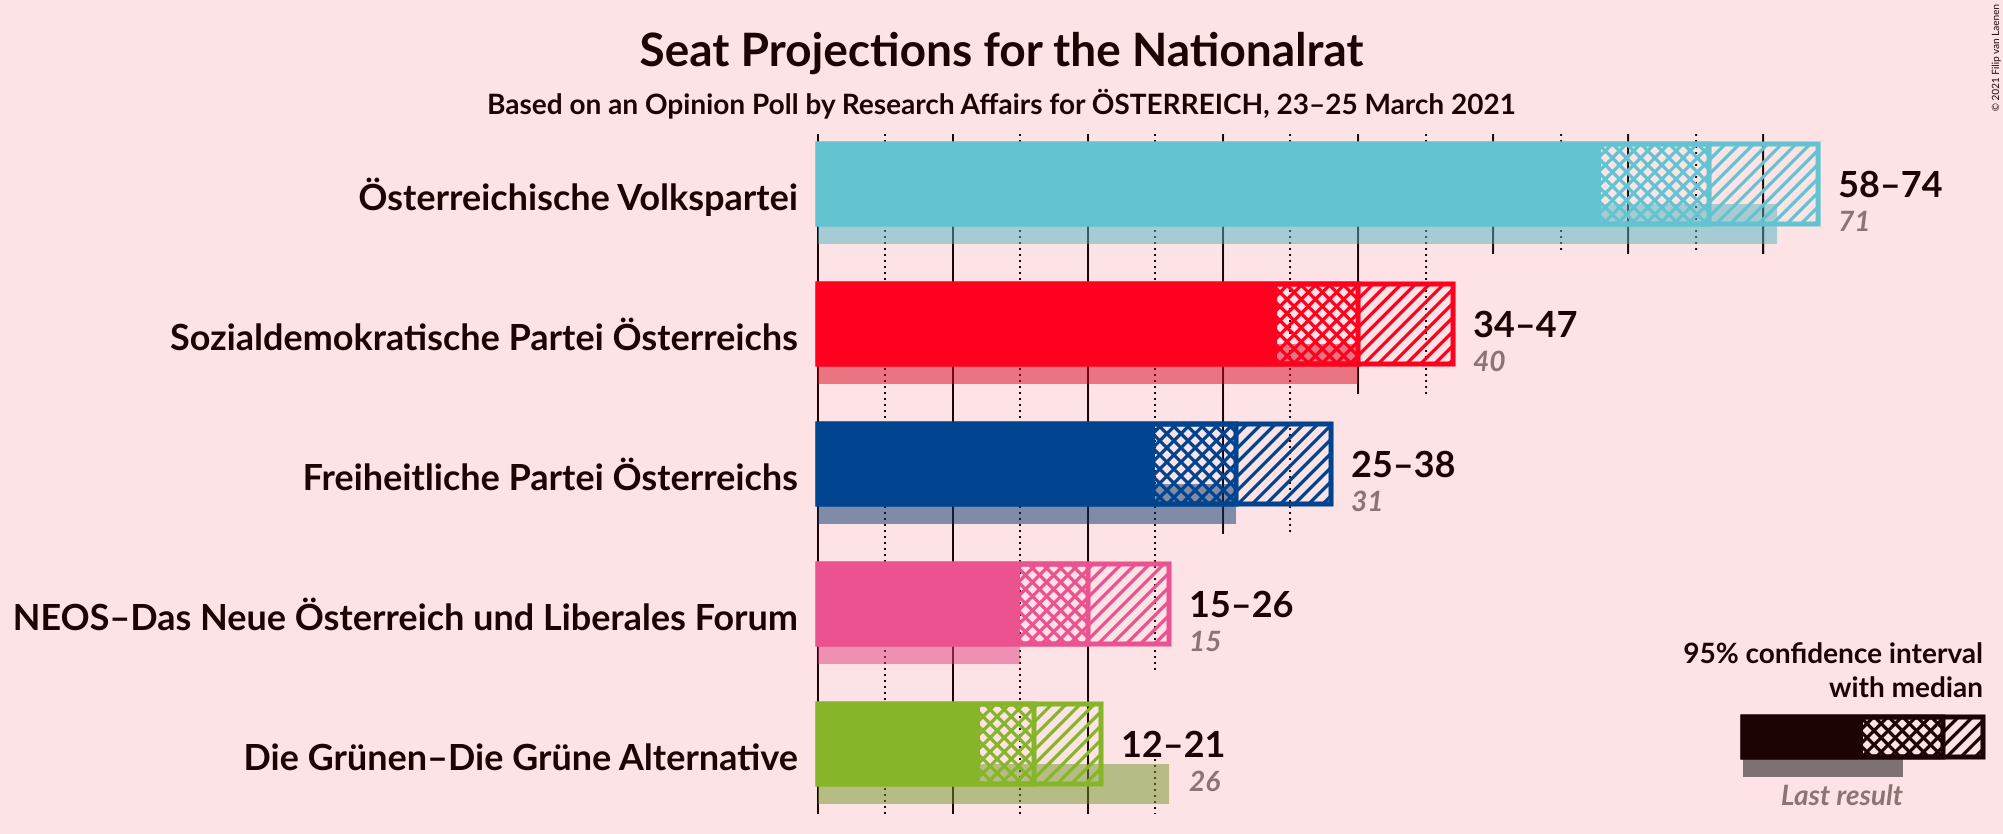 Seat Projections for the Nationalrat
Based on an Opinion Poll by Research Affairs for ÖSTERREICH, 23–25 March 2021
© 2021 Filip van Laenen
Österreichische Volkspartei
58–74
71
Sozialdemokratische Partei Österreichs
34–47
40
Freiheitliche Partei Österreichs
25–38
31
NEOS–Das Neue Österreich und Liberales Forum
15–26
15
Die Grünen–Die Grüne Alternative
12–21
26
95% confidence interval
with median
Last result